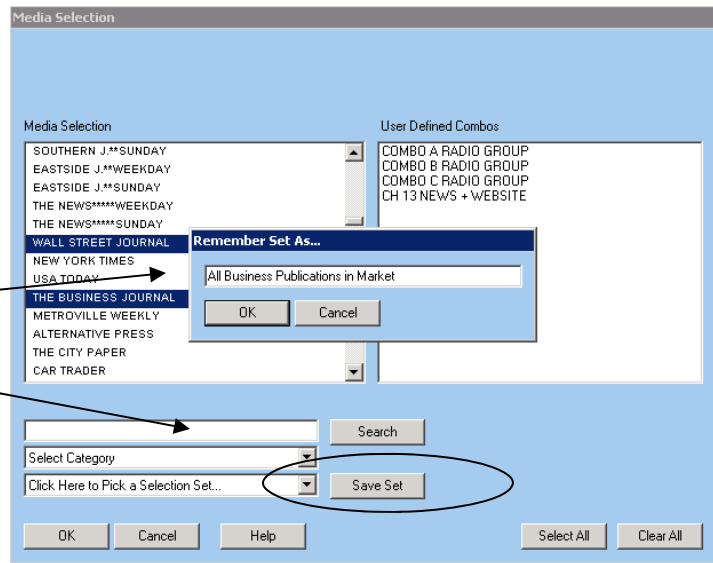 Media Selection
Media Selection
User Defined Combos
SOUTHERN J.**SUNDAY
EASTSIDE J.**WEEKDAY
EASTSIDE J.**SUNDAY
THE NEWS*****WEEKDAY
THE NEWS*****SUNDAY
WALL STREET JOURNAL
NEW YORK TIMES
USA TODAY
THE BUSINESS JOURNAL
METROVILLE WEEKLY
ALTERNATIVE PRESS
THE CITY PAPER
CAR TRADER
COMBO A RADIO GROUP
COMBO B RADIO GROUP
COMBO C RADIO GROUP
CH 13 NEWS + WEBSITE
Remember Set As...
All Business Publications in Market
OK Cancel
Search
Select Category
Click Here to Pick a Selection Set... Save Set
OK Cancel Help Select All Clear All